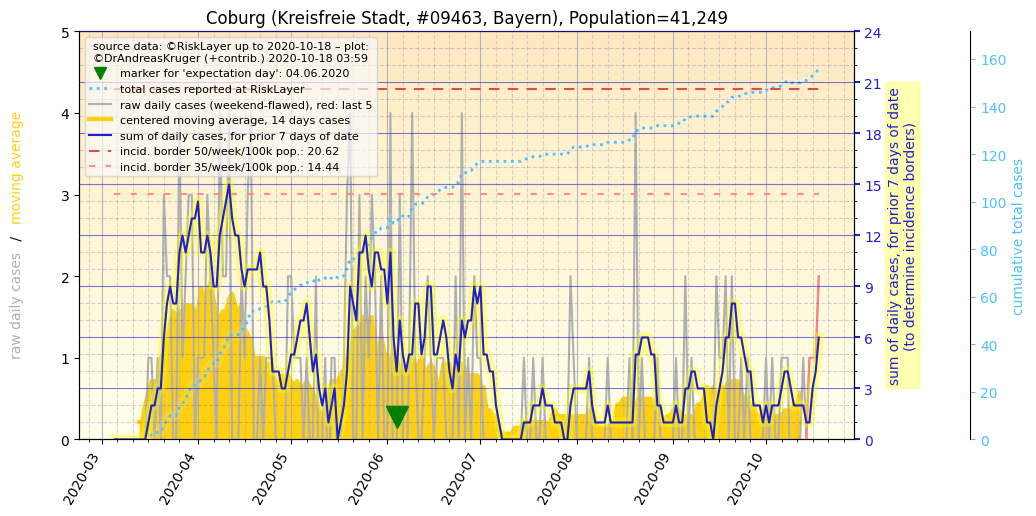 Coburg (Kreisfreie Stadt, #09463, Bayern), Population=41,249
source data: ©RiskLayer up to 2020-10-18 – plot:
©DrAndreasKruger (+contrib.) 2020-10-18 03:59
marker for 'expectation day': 04.06.2020
total cases reported at RiskLayer
raw daily cases (weekend-flawed), red: last 5
centered moving average, 14 days cases
sum of daily cases, for prior 7 days of date
incid. border 50/week/100k pop.: 20.62
incid. border 35/week/100k pop.: 14.44
raw daily cases / moving average
5
4
3
2
1
0
2020-03
2020-04
2020-05
2020-06
2020-07
2020-08
2020-09
2020-10
24
21
18
15
12
9
6
3
0
sum of daily cases, for prior 7 days of date
(to determine incidence borders)
160
140
120
100
80
60
40
20
0
cumulative total cases